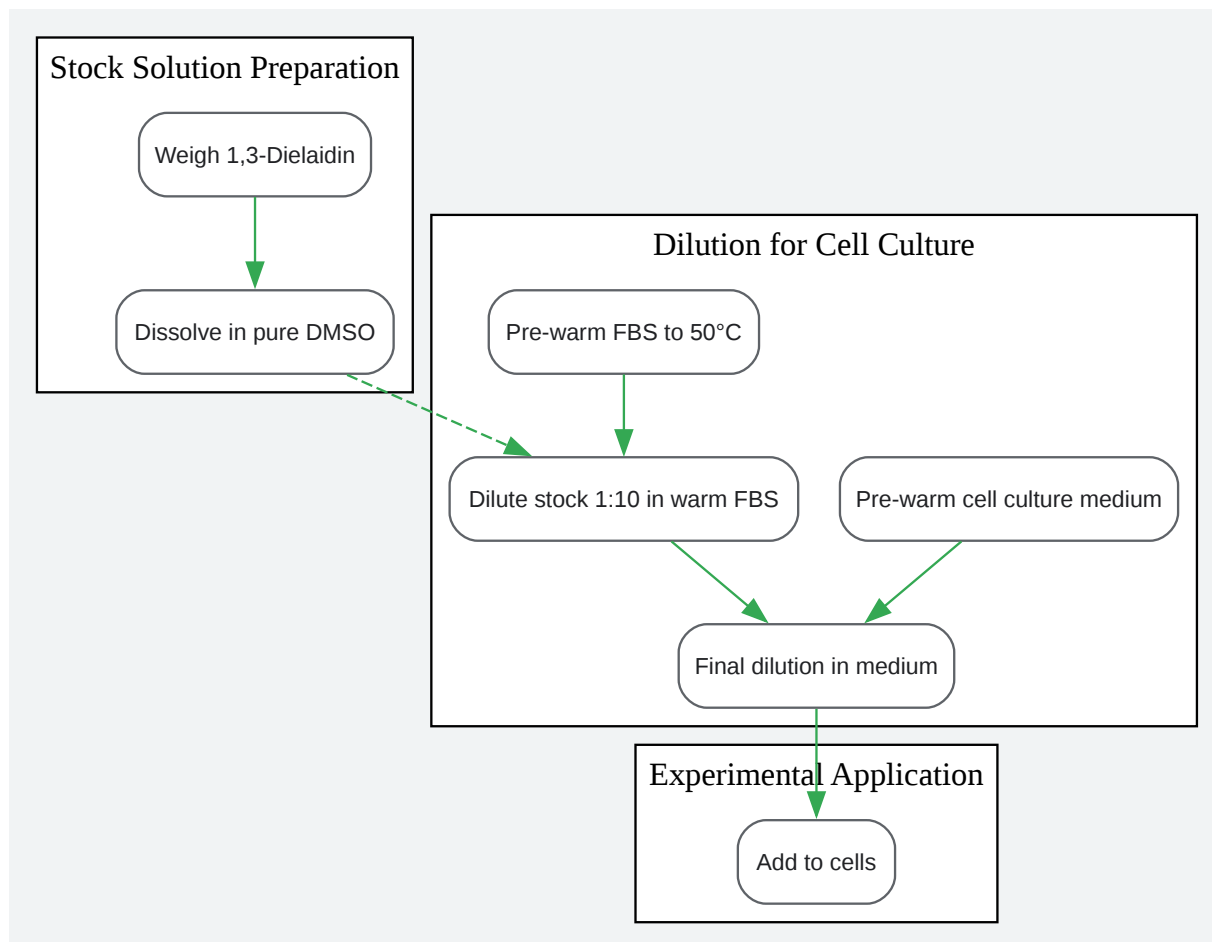 Stock Solution Preparation
Weigh 1,3-Dielaidin
Dissolve in pure DMSO
Dilution for Cell Culture
Pre-warm FBS to 50°C
Dilute stock 1:10 in warm FBS
Pre-warm cell culture medium
Final dilution in medium
Experimental Application
Add to cells